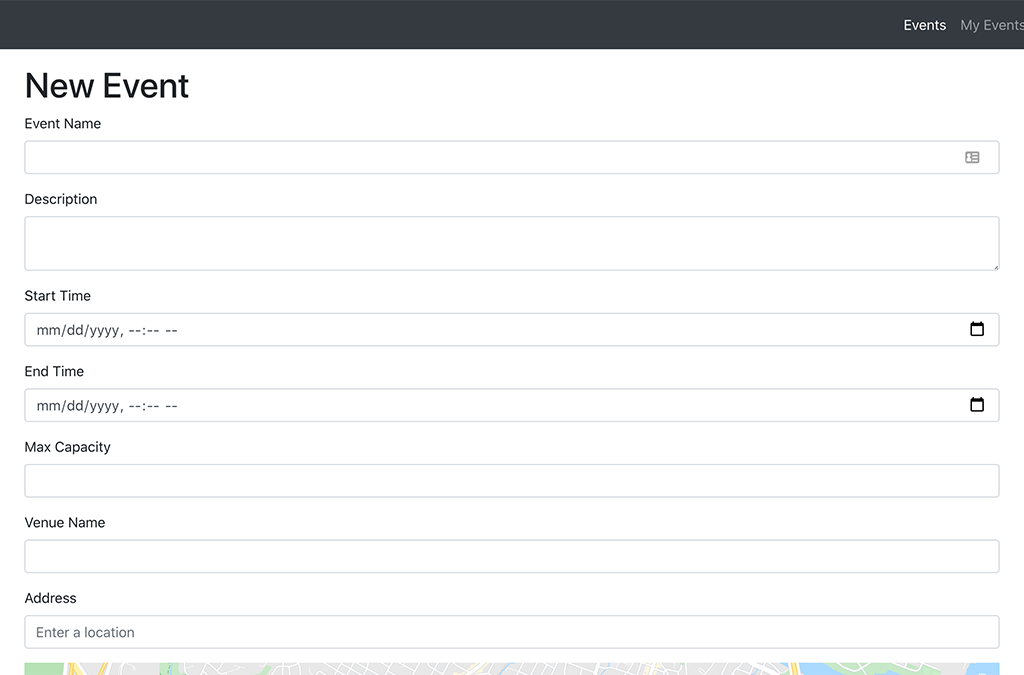 Events My Events
New Event
Event Name
Description
Start Time
mm/dd/yyyy, --:-- --
End Time
mm/dd/yyyy, --:-- --
Max Capacity
Venue Name
Address
Enter a location